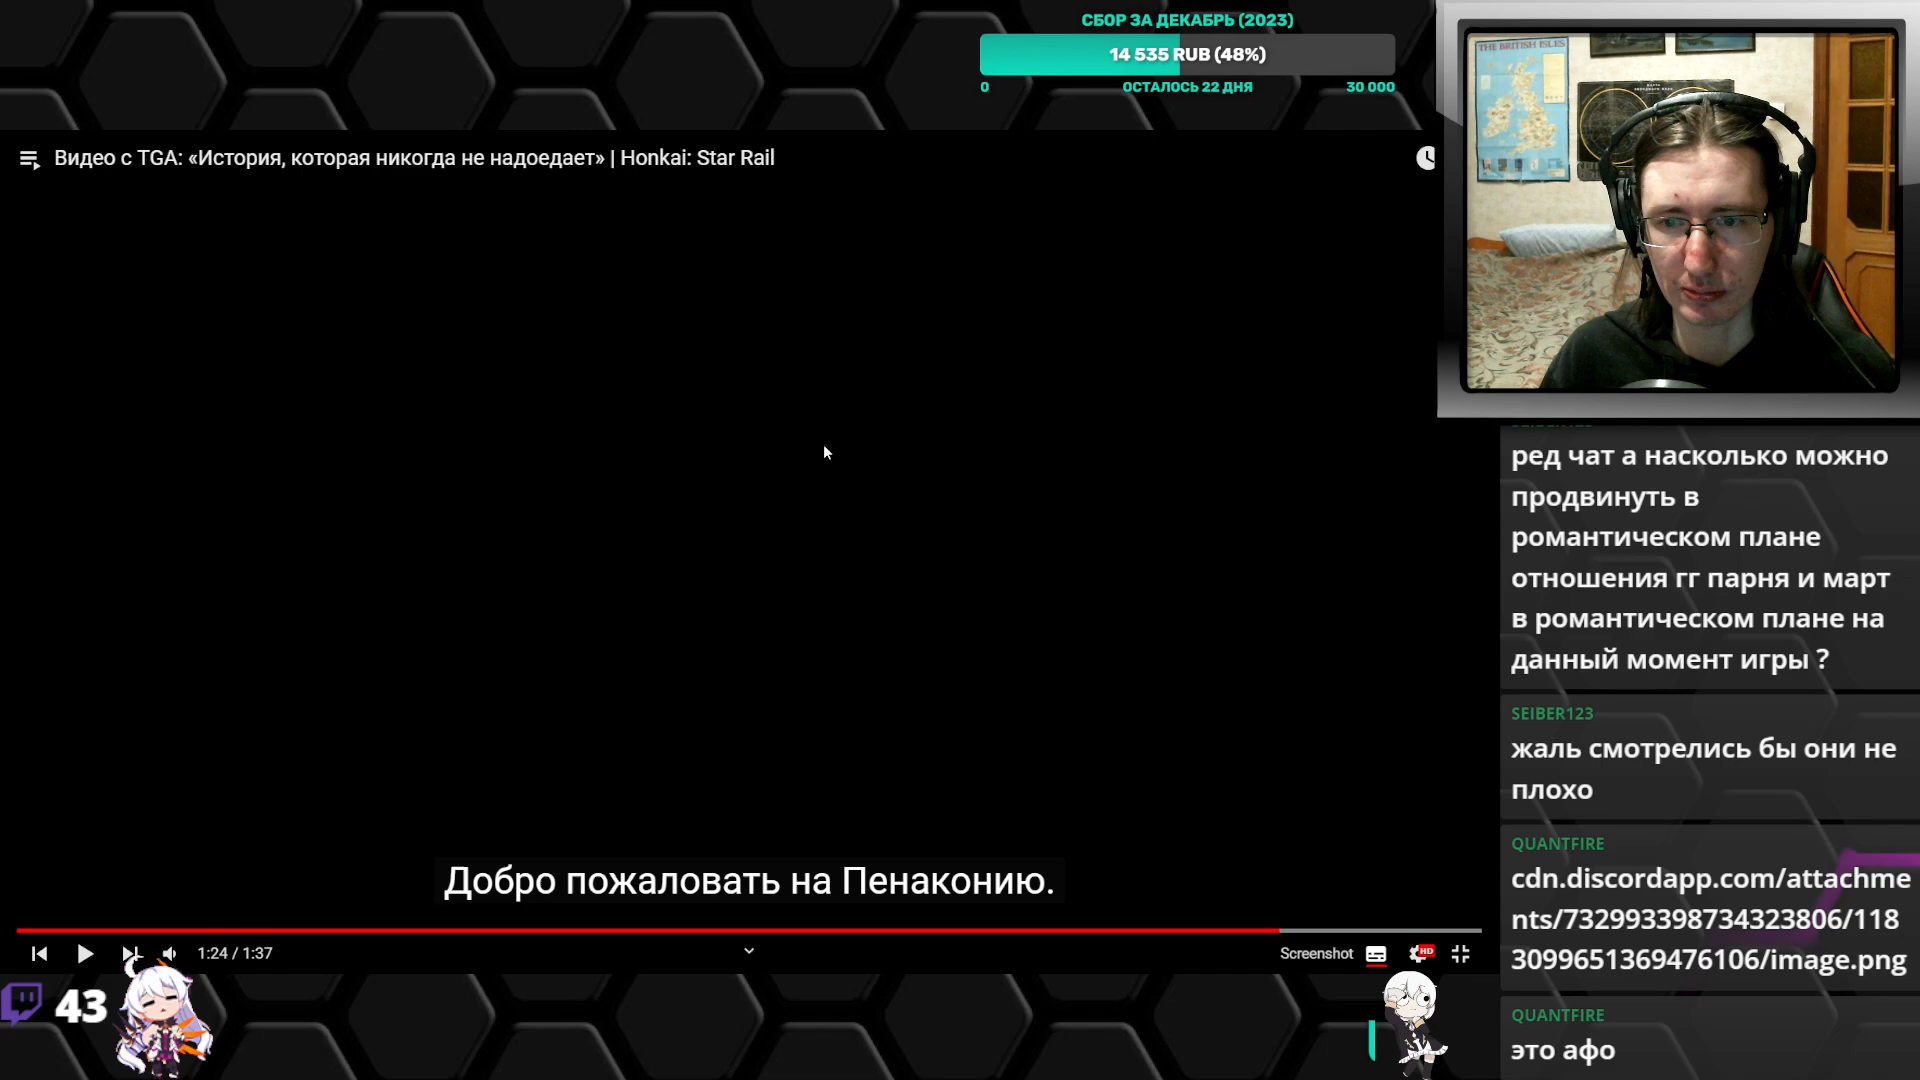 СБОР ЗА ДЕКАБРЬ (2023)
14 535 RUB (48%)
0
ОСТАЛОСЬ 22 ДНЯ
30 000
THE BRITISH ISLES
Видео с TGA: «История, которая никогда не надоедает» | Honkai: Star Rail
ред чат а насколько можно
продвинуть в
романтическом плане
отношения гг парня и март
в романтическом плане на
данный момент игры ?
SEIBER123
жаль смотрелись бы они не
плохо
QUANTFIRE
cdn.discordapp.com/attachme
nts/732993398734323806/118
3099651369476106/image.png
QUANTFIRE
это афо
Добро пожаловать на Пенаконию.
1:24 / 1:37
Screenshot
HD
43